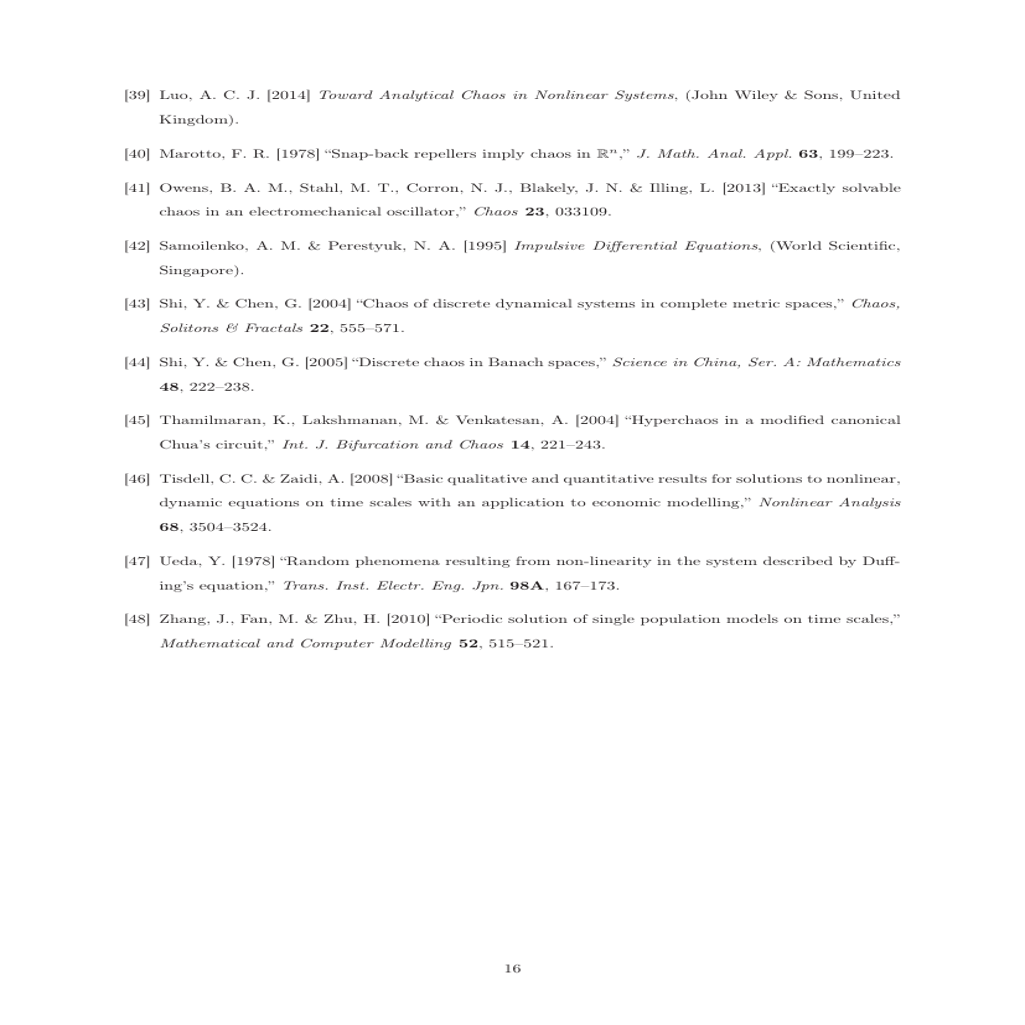 [39] Luo, A. C. J. [2014] Toward Analytical Chaos in Nonlinear Systems, (John Wiley & Sons, United
Kingdom).
[40] Marotto, F. R. [1978] “Snap-back repellers imply chaos in ℝⁿ,” J. Math. Anal. Appl. 63, 199–223.
[41] Owens, B. A. M., Stahl, M. T., Corron, N. J., Blakely, J. N. & Illing, L. [2013] “Exactly solvable
chaos in an electromechanical oscillator,” Chaos 23, 033109.
[42] Samoilenko, A. M. & Perestyuk, N. A. [1995] Impulsive Differential Equations, (World Scientific,
Singapore).
[43] Shi, Y. & Chen, G. [2004] “Chaos of discrete dynamical systems in complete metric spaces,” Chaos,
Solitons & Fractals 22, 555–571.
[44] Shi, Y. & Chen, G. [2005] “Discrete chaos in Banach spaces,” Science in China, Ser. A: Mathematics
48, 222–238.
[45] Thamilmaran, K., Lakshmanan, M. & Venkatesan, A. [2004] “Hyperchaos in a modified canonical
Chua’s circuit,” Int. J. Bifurcation and Chaos 14, 221–243.
[46] Tisdell, C. C. & Zaidi, A. [2008] “Basic qualitative and quantitative results for solutions to nonlinear,
dynamic equations on time scales with an application to economic modelling,” Nonlinear Analysis
68, 3504–3524.
[47] Ueda, Y. [1978] “Random phenomena resulting from non-linearity in the system described by Duff-
ing’s equation,” Trans. Inst. Electr. Eng. Jpn. 98A, 167–173.
[48] Zhang, J., Fan, M. & Zhu, H. [2010] “Periodic solution of single population models on time scales,”
Mathematical and Computer Modelling 52, 515–521.
16